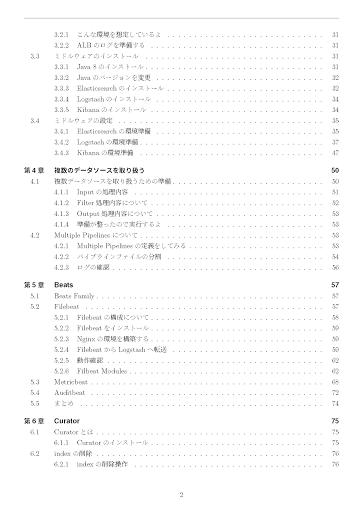 3.2.1 こんな環境を想定しているよ . . . . . . . . . . . . . . . . . . . . . . . . . . . . 31
3.2.2 ALB のログを準備する . . . . . . . . . . . . . . . . . . . . . . . . . . . . . . . 31
3.3 ミドルウェアのインストール . . . . . . . . . . . . . . . . . . . . . . . . . . . . . . . . 31
3.3.1 Java 8 のインストール . . . . . . . . . . . . . . . . . . . . . . . . . . . . . . . . 31
3.3.2 Java のバージョンを変更 . . . . . . . . . . . . . . . . . . . . . . . . . . . . . . 32
3.3.3 Elasticsearch のインストール . . . . . . . . . . . . . . . . . . . . . . . . . . . . 32
3.3.4 Logstash のインストール . . . . . . . . . . . . . . . . . . . . . . . . . . . . . . 34
3.3.5 Kibana のインストール . . . . . . . . . . . . . . . . . . . . . . . . . . . . . . . 34
3.4 ミドルウェアの設定 . . . . . . . . . . . . . . . . . . . . . . . . . . . . . . . . . . . . 35
3.4.1 Elasticsearch の環境準備 . . . . . . . . . . . . . . . . . . . . . . . . . . . . . . 35
3.4.2 Logstash の環境準備 . . . . . . . . . . . . . . . . . . . . . . . . . . . . . . . . . 37
3.4.3 Kibana の環境準備 . . . . . . . . . . . . . . . . . . . . . . . . . . . . . . . . . 47
第 4 章 複数のデータソースを取り扱う 50
4.1 複数データソースを取り扱うための準備 . . . . . . . . . . . . . . . . . . . . . . . . . . . 50
4.1.1 Input の処理内容 . . . . . . . . . . . . . . . . . . . . . . . . . . . . . . . . . . 51
4.1.2 Filter 処理内容について . . . . . . . . . . . . . . . . . . . . . . . . . . . . . . . 52
4.1.3 Output 処理内容について . . . . . . . . . . . . . . . . . . . . . . . . . . . . . . 53
4.1.4 準備が整ったので実行するよ . . . . . . . . . . . . . . . . . . . . . . . . . . . . . 53
4.2 Multiple Pipelines について . . . . . . . . . . . . . . . . . . . . . . . . . . . . . . . . . 53
4.2.1 Multiple Pipelines の定義をしてみる . . . . . . . . . . . . . . . . . . . . . . . . . 53
4.2.2 パイプラインファイルの分割 . . . . . . . . . . . . . . . . . . . . . . . . . . . . . 54
4.2.3 ログの確認 . . . . . . . . . . . . . . . . . . . . . . . . . . . . . . . . . . . . . . 56
第 5 章 Beats 57
5.1 Beats Family . . . . . . . . . . . . . . . . . . . . . . . . . . . . . . . . . . . . . . . . . 57
5.2 Filebeat . . . . . . . . . . . . . . . . . . . . . . . . . . . . . . . . . . . . . . . . . . . 57
5.2.1 Filebeat の構成について . . . . . . . . . . . . . . . . . . . . . . . . . . . . . . . 58
5.2.2 Filebeat をインストール . . . . . . . . . . . . . . . . . . . . . . . . . . . . . . . 59
5.2.3 Nginx の環境を構築する . . . . . . . . . . . . . . . . . . . . . . . . . . . . . . . 59
5.2.4 Filebeat から Logstash へ転送 . . . . . . . . . . . . . . . . . . . . . . . . . . . . 59
5.2.5 動作確認 . . . . . . . . . . . . . . . . . . . . . . . . . . . . . . . . . . . . . . . 62
5.2.6 Filbeat Modules . . . . . . . . . . . . . . . . . . . . . . . . . . . . . . . . . . . . 62
5.3 Metricbeat . . . . . . . . . . . . . . . . . . . . . . . . . . . . . . . . . . . . . . . . . . 68
5.4 Auditbeat . . . . . . . . . . . . . . . . . . . . . . . . . . . . . . . . . . . . . . . . . . 72
5.5 まとめ . . . . . . . . . . . . . . . . . . . . . . . . . . . . . . . . . . . . . . . . . . . . 74
第 6 章 Curator 75
6.1 Curator とは . . . . . . . . . . . . . . . . . . . . . . . . . . . . . . . . . . . . . . . . . 75
6.1.1 Curator のインストール . . . . . . . . . . . . . . . . . . . . . . . . . . . . . . . 75
6.2 index の削除 . . . . . . . . . . . . . . . . . . . . . . . . . . . . . . . . . . . . . . . . . 76
6.2.1 index の削除操作 . . . . . . . . . . . . . . . . . . . . . . . . . . . . . . . . . . 76
2